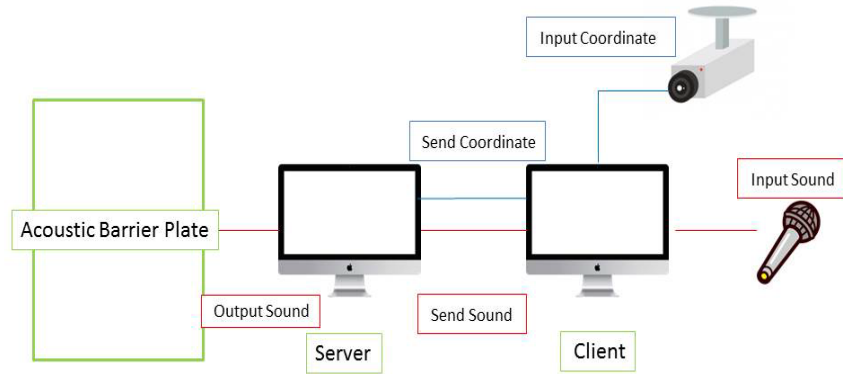 Input Coordinate
Send Coordinate
Input Sound
Acoustic Barrier Plate
Output Sound
Send Sound
Server
Client